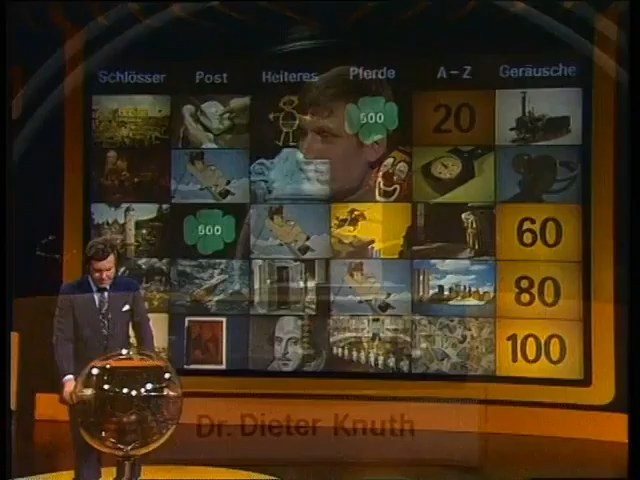 Schlösser Post Heiteres Pferde A-Z Geräusche
500 20
500 60
80
100
Dr. Dieter Knuth